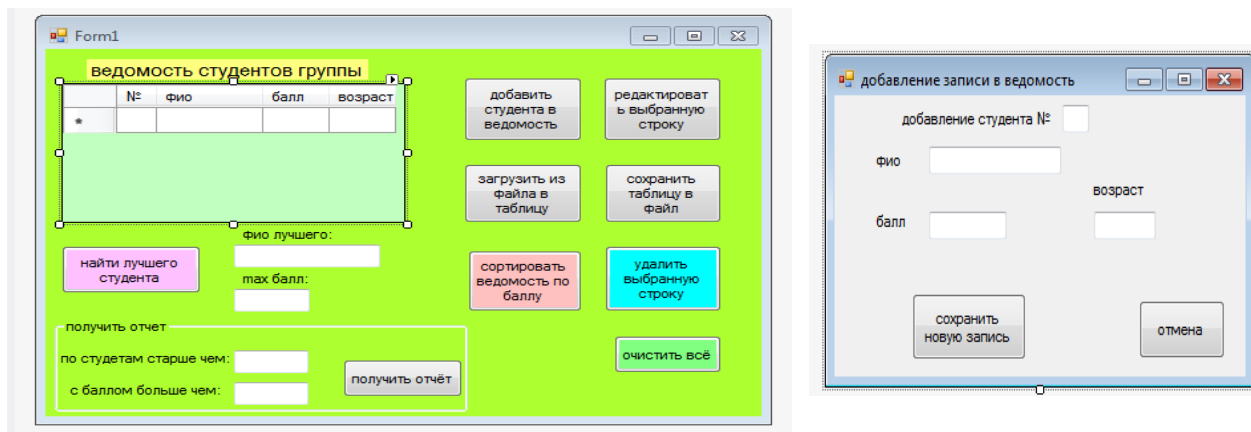 Form1
ведомость студентов группы
№ фио балл возраст
*
добавить
студента в
ведомость
редактироват
ь выбранную
строку
загрузить из
файла в
таблицу
сохранить
таблицу в
файл
фио лучшего:
найти лучшего
студента
max балл:
сортировать
ведомость по
баллу
удалить
выбранную
строку
получить отчет
по студетам старше чем:
с баллом больше чем:
получить отчёт
очистить всё
добавление записи в ведомость
добавление студента №
фио
возраст
балл
сохранить
новую запись
отмена